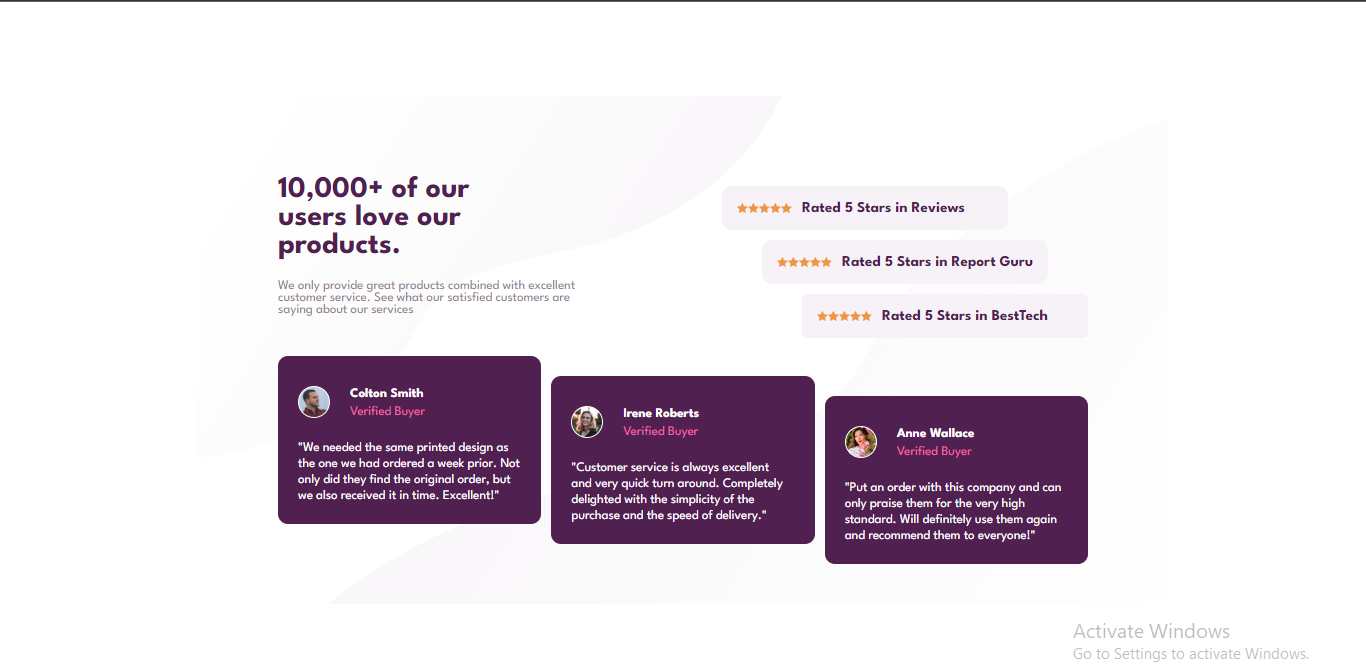 10,000+ of our
users love our
products.
We only provide great products combined with excellent
customer service. See what our satisfied customers are
saying about our services
Rated 5 Stars in Reviews
Rated 5 Stars in Report Guru
Rated 5 Stars in BestTech
Colton Smith
Verified Buyer
"We needed the same printed design as
the one we had ordered a week prior. Not
only did they find the original order, but
we also received it in time. Excellent!"
Irene Roberts
Verified Buyer
"Customer service is always excellent
and very quick turn around. Completely
delighted with the simplicity of the
purchase and the speed of delivery."
Anne Wallace
Verified Buyer
"Put an order with this company and can
only praise them for the very high
standard. Will definitely use them again
and recommend them to everyone!"
Activate Windows
Go to Settings to activate Windows.